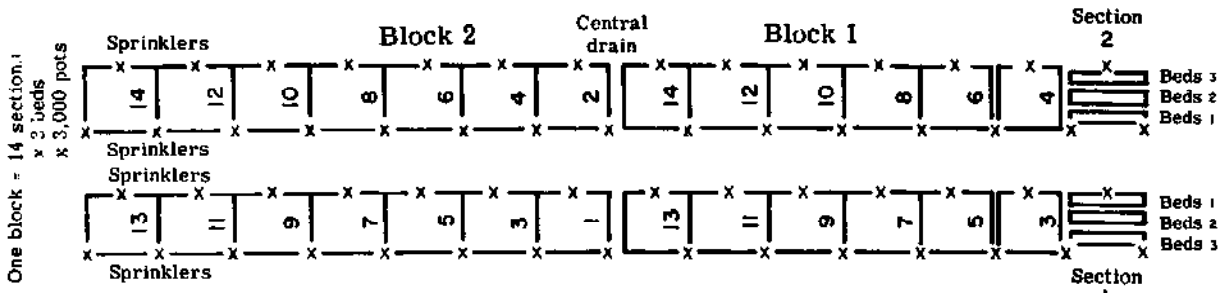 Section
2
Block 2
Central
drain
Block 1
Sprinklers
14 12 10 8 6 4 2 14 12 10 8 6 4
Beds 3
Beds 2
Beds 1
Sprinklers
Sprinklers
13 11 9 7 5 3 1 13 11 9 7 5 3
Beds 1
Beds 2
Beds 3
Sprinklers
Section
One block = 14 section.
x 3 beds
x 3,000 pots